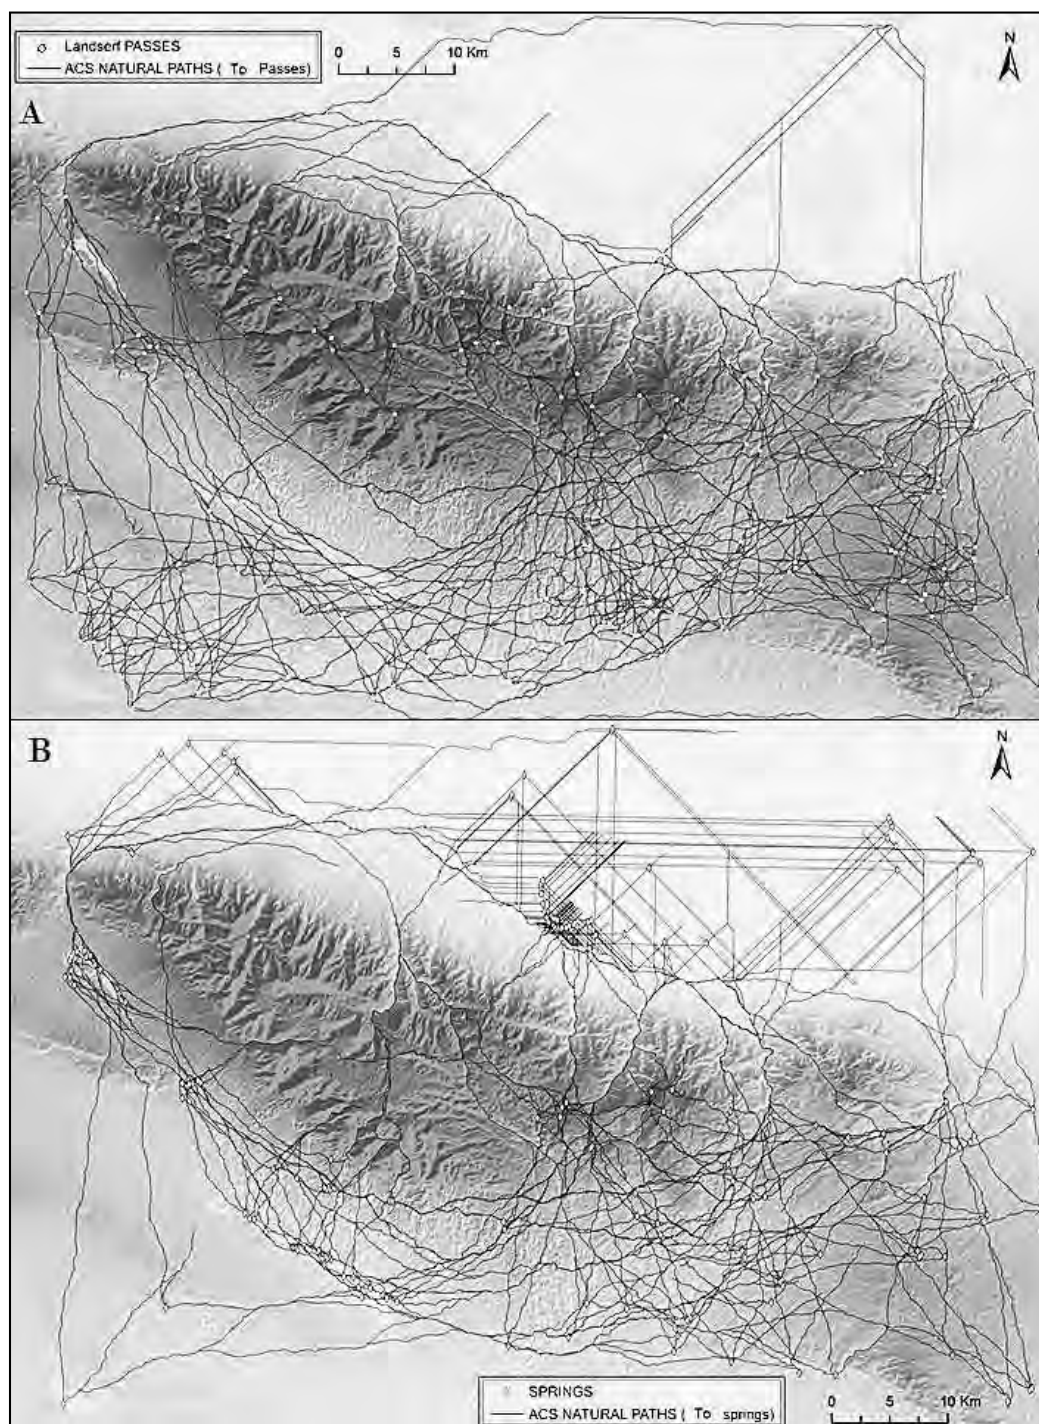 Landserf PASSES
ACS NATURAL PATHS ( To Passes)
0 5 10 Km
N
A
B
N
SPRINGS
ACS NATURAL PATHS ( To springs)
0 5 10 Km